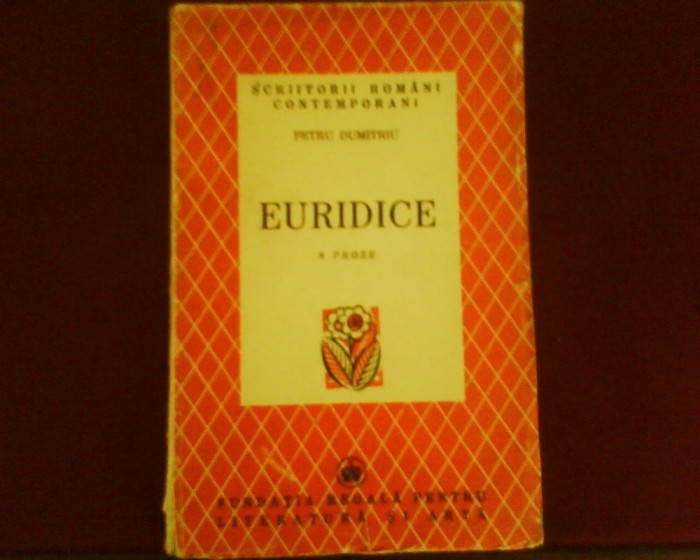 SCRIITORII ROMÂNI
CONTEMPORANI
PETRU DUMITRIU
EURIDICE
8 PROZE
FUNDAȚIA REGALĂ PENTRU
LITERATURĂ ȘI ARTĂ